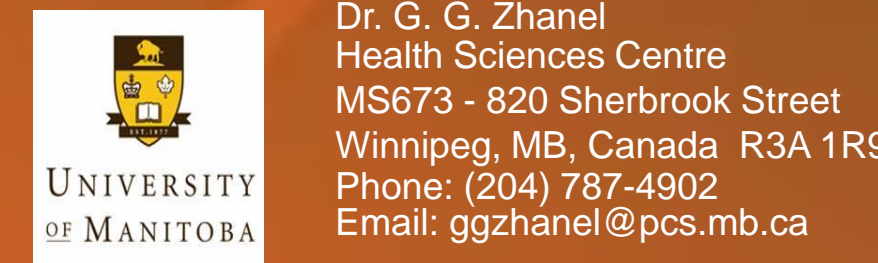 EST.1877
UNIVERSITY
OF MANITOBA
Dr. G. G. Zhanel
Health Sciences Centre
MS673 - 820 Sherbrook Street
Winnipeg, MB, Canada R3A 1R9
Phone: (204) 787-4902
Email: ggzhanel@pcs.mb.ca